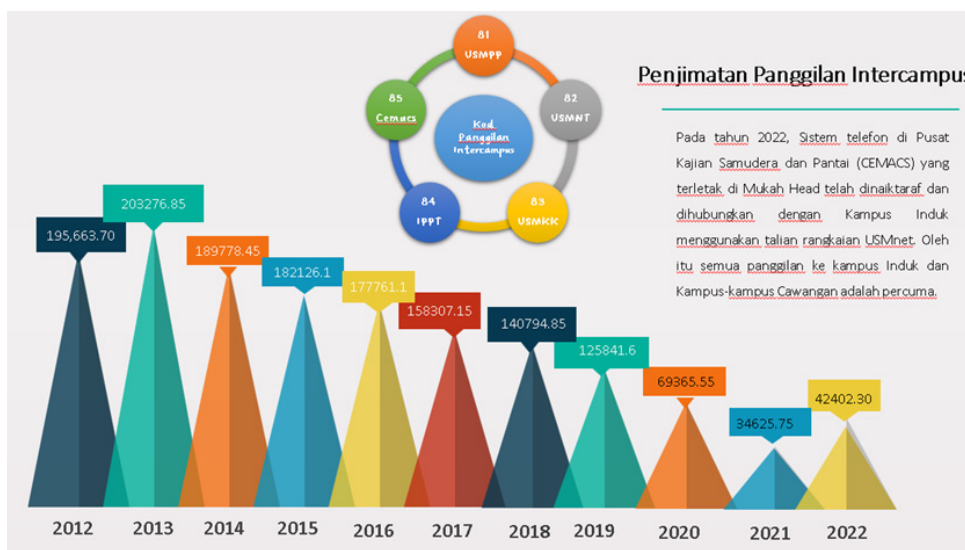 81
USMPP
85
Cemacs
82
USMNT
Kod
Panggilan
Intercampus
84
IPPT
83
USMKK
Penjimatan Panggilan Intercampus
Pada tahun 2022, Sistem telefon di Pusat
Kajian Samudera dan Pantai (CEMACS) yang
terletak di Mukah Head telah dinaiktaraf dan
dihubungkan dengan Kampus Induk
menggunakan talian rangkaian USMnet. Oleh
itu semua panggilan ke kampus Induk dan
Kampus-kampus Cawangan adalah percuma.
195,663.70
203276.85
189778.45
182126.1
177761.1
158307.15
140794.85
125841.6
69365.55
34625.75
42402.30
2012 2013 2014 2015 2016 2017 2018 2019 2020 2021 2022